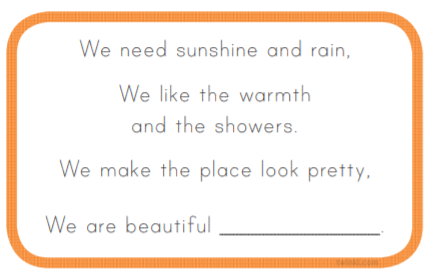 We need sunshine and rain,
We like the warmth
and the showers.
We make the place look pretty,
We are beautiful ____________.